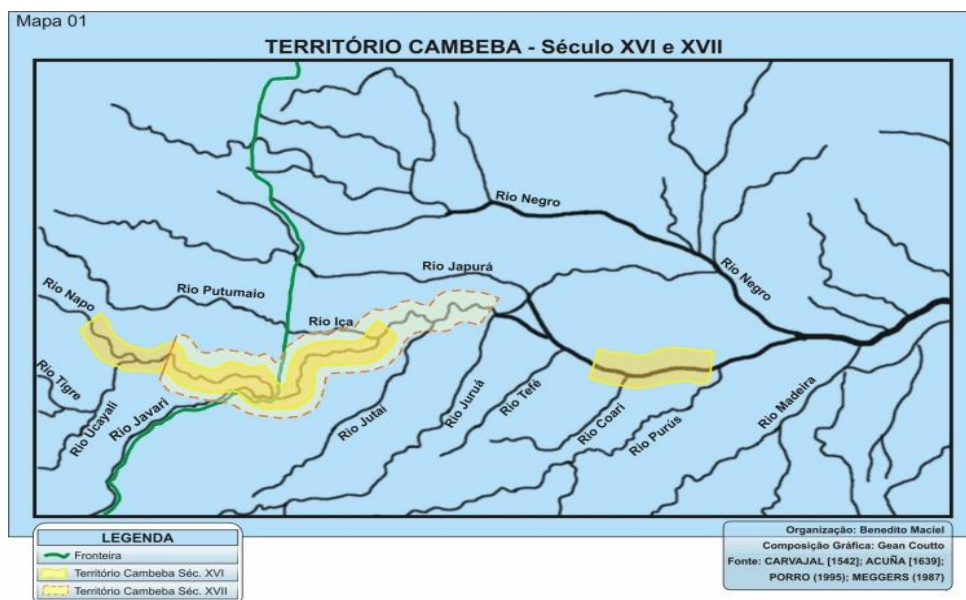 Mapa 01
TERRITÓRIO CAMBEBA - Século XVI e XVII
Rio Negro
Rio Negro
Rio Japurá
Rio Putumaio
Rio Napo
Rio Iça
Rio Tigre
Rio Ucayali
Rio Javari
Rio Jutaí
Rio Juruá
Rio Tefé
Rio Coari
Rio Purús
Rio Madeira
LEGENDA
Fronteira
Território Cambeba Séc. XVI
Território Cambeba Séc. XVII
Organização: Benedito Maciel
Composição Gráfica: Gean Coutto
Fonte: CARVAJAL [1542]; ACUÑA [1639];
PORRO (1995); MEGGERS (1987)